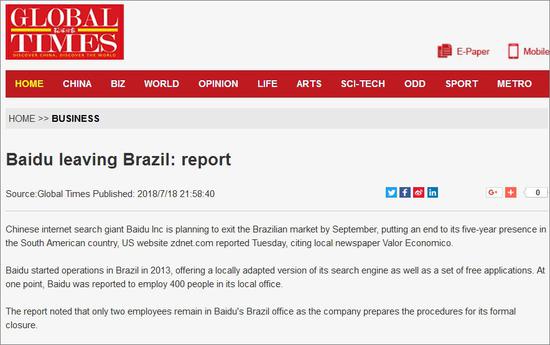 GLOBAL
TIMES
DISCOVER CHINA, DISCOVER THE WORLD
E-Paper
Mobile
HOME CHINA BIZ WORLD OPINION LIFE ARTS SCI-TECH ODD SPORT METRO
HOME >> BUSINESS
Baidu leaving Brazil: report
Source:Global Times Published: 2018/7/18 21:58:40
0
Chinese internet search giant Baidu Inc is planning to exit the Brazilian market by September, putting an end to its five-year presence in
the South American country, US website zdnet.com reported Tuesday, citing local newspaper Valor Economico.
Baidu started operations in Brazil in 2013, offering a locally adapted version of its search engine as well as a set of free applications. At
one point, Baidu was reported to employ 400 people in its local office.
The report noted that only two employees remain in Baidu's Brazil office as the company prepares the procedures for its formal
closure.